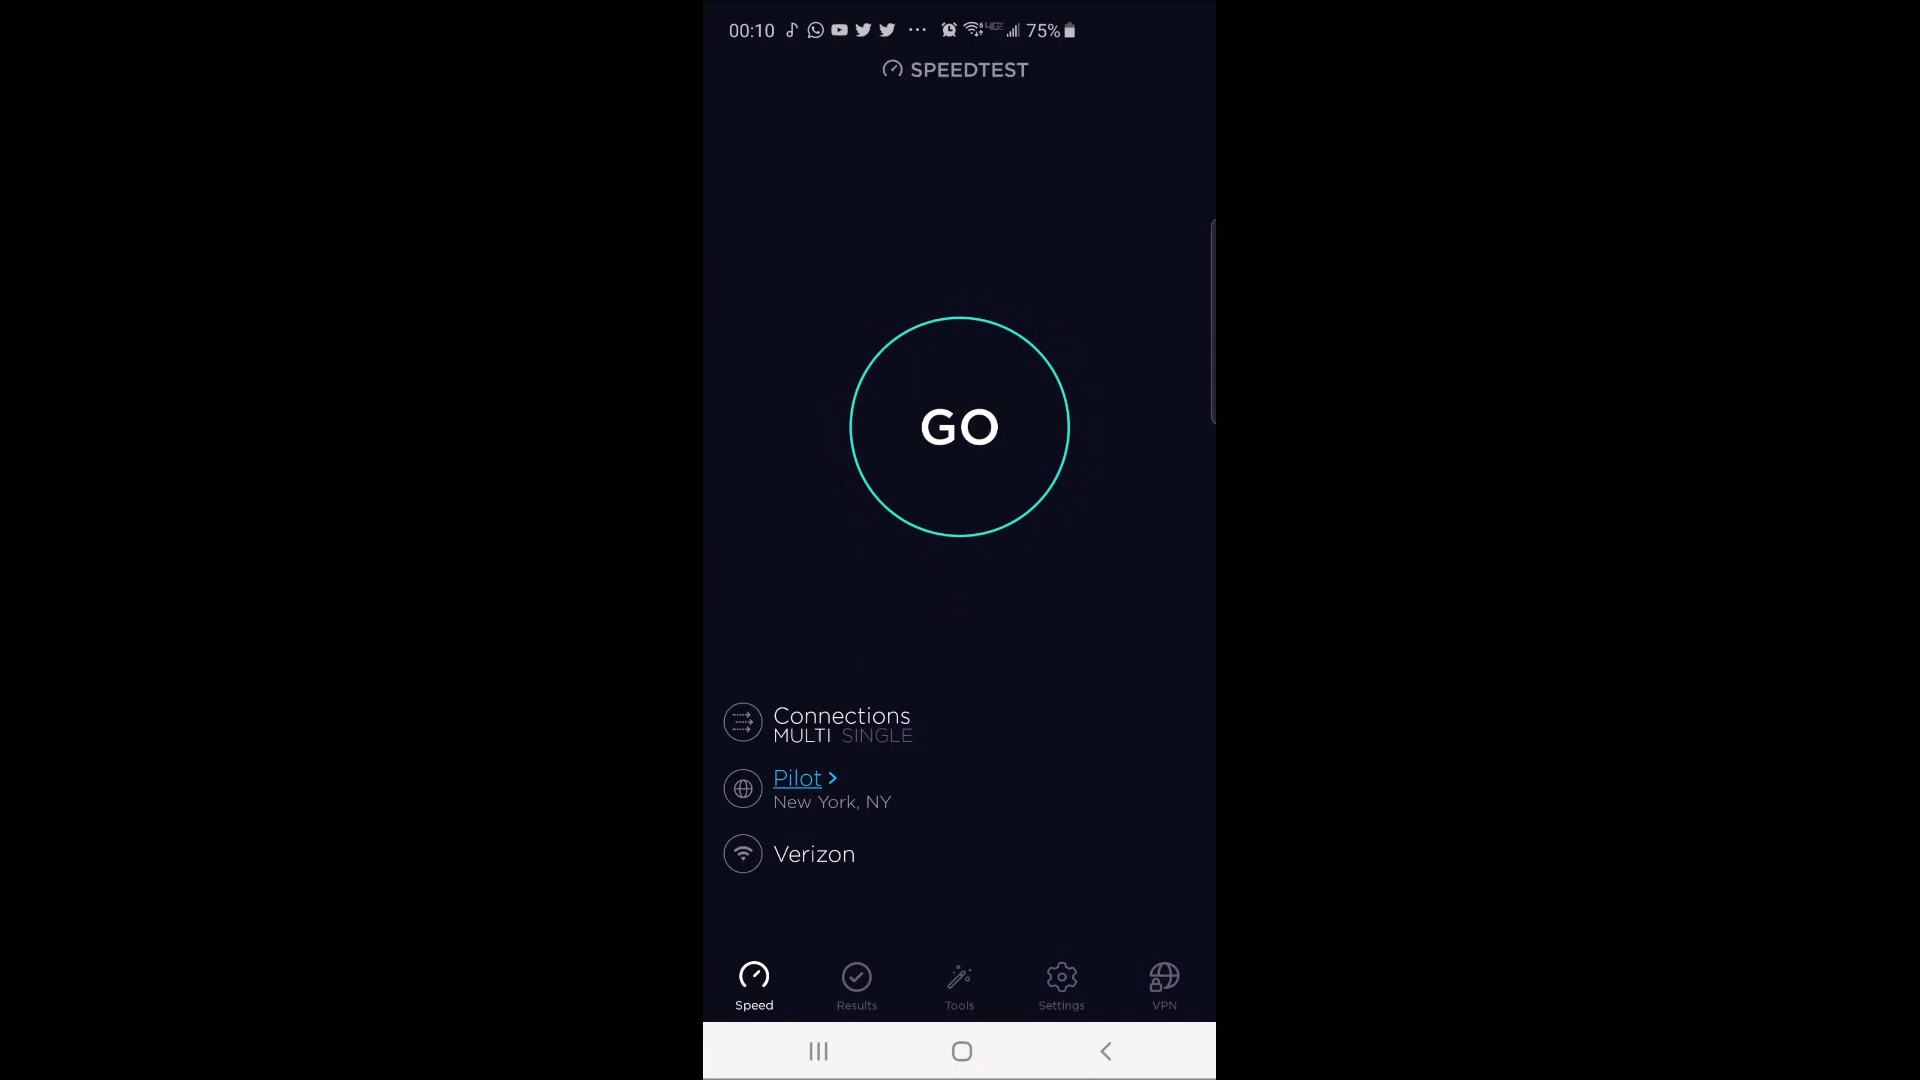 00:10 75%
SPEEDTEST
GO
Connections
MULTI SINGLE
Pilot >
New York, NY
Verizon
Speed Results Tools Settings VPN